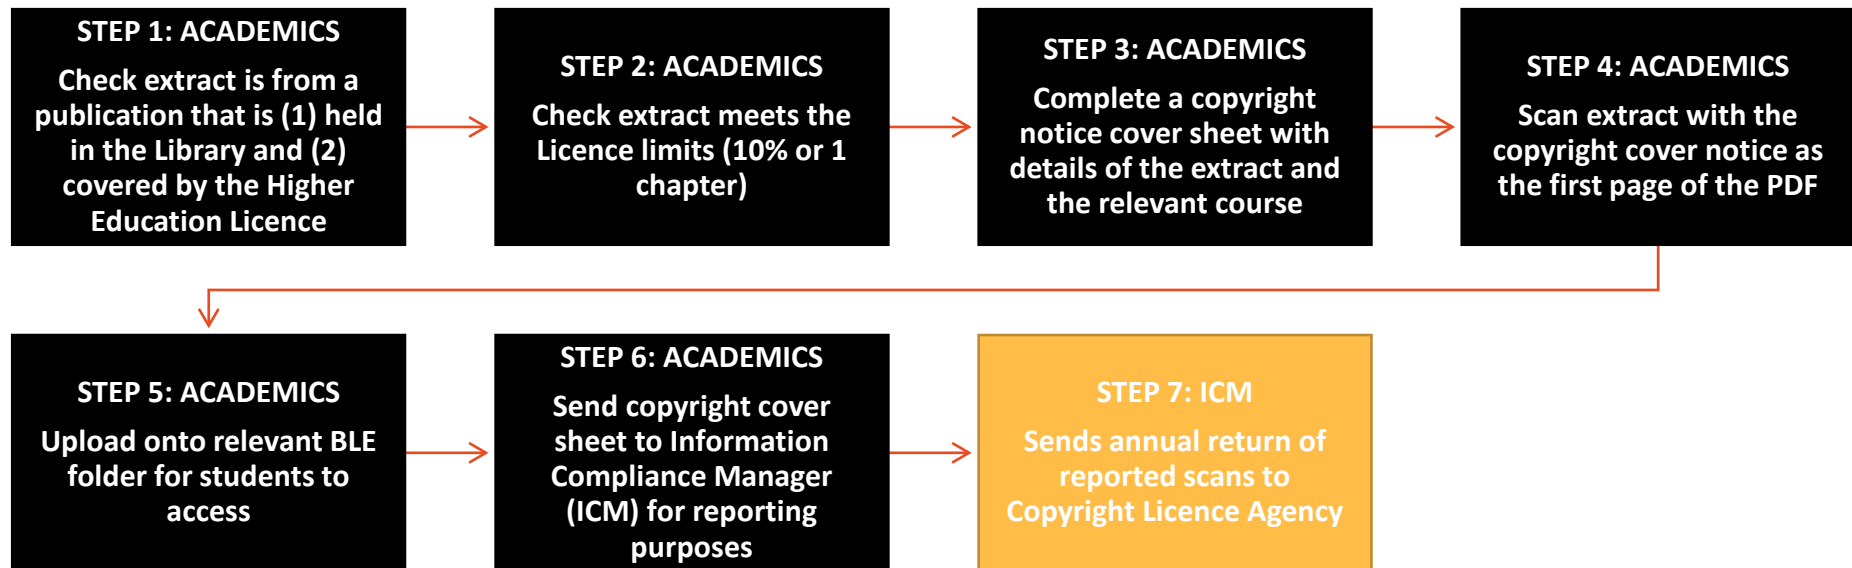 STEP 1: ACADEMICS
Check extract is from a
publication that is (1) held
in the Library and (2)
covered by the Higher
Education Licence
STEP 2: ACADEMICS
Check extract meets the
Licence limits (10% or 1
chapter)
STEP 3: ACADEMICS
Complete a copyright
notice cover sheet with
details of the extract and
the relevant course
STEP 4: ACADEMICS
Scan extract with the
copyright cover notice as
the first page of the PDF
STEP 5: ACADEMICS
Upload onto relevant BLE
folder for students to
access
STEP 6: ACADEMICS
Send copyright cover
sheet to Information
Compliance Manager
(ICM) for reporting
purposes
STEP 7: ICM
Sends annual return of
reported scans to
Copyright Licence Agency